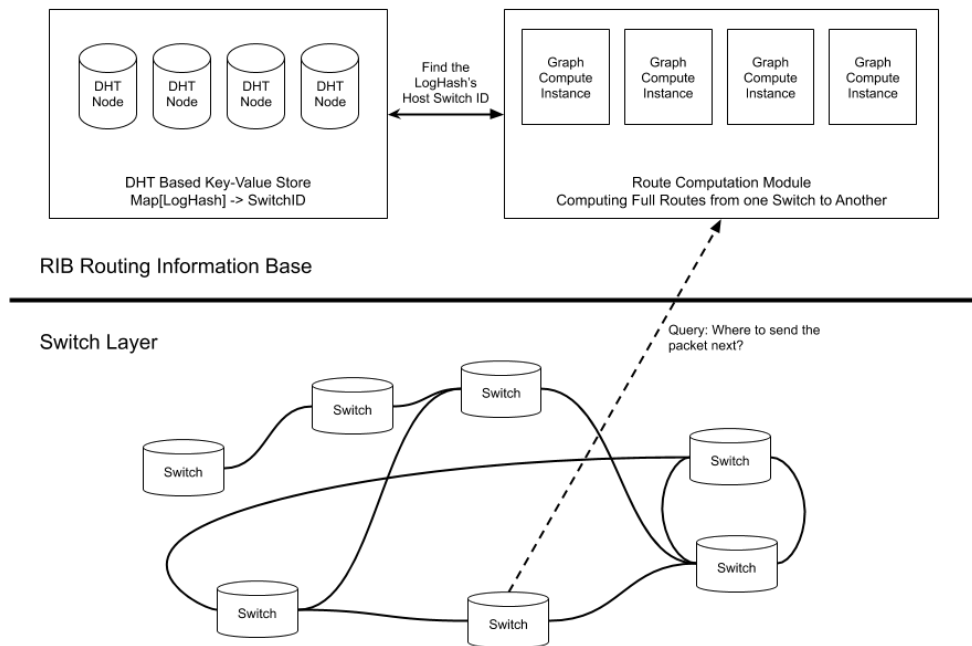 DHT
Node
DHT
Node
DHT
Node
DHT
Node
DHT Based Key-Value Store
Map[LogHash] -> SwitchID
Find the
LogHash's
Host Switch ID
Graph
Compute
Instance
Graph
Compute
Instance
Graph
Compute
Instance
Graph
Compute
Instance
Route Computation Module
Computing Full Routes from one Switch to Another
RIB Routing Information Base
Switch Layer
Query: Where to send the
packet next?
Switch
Switch
Switch
Switch
Switch
Switch
Switch